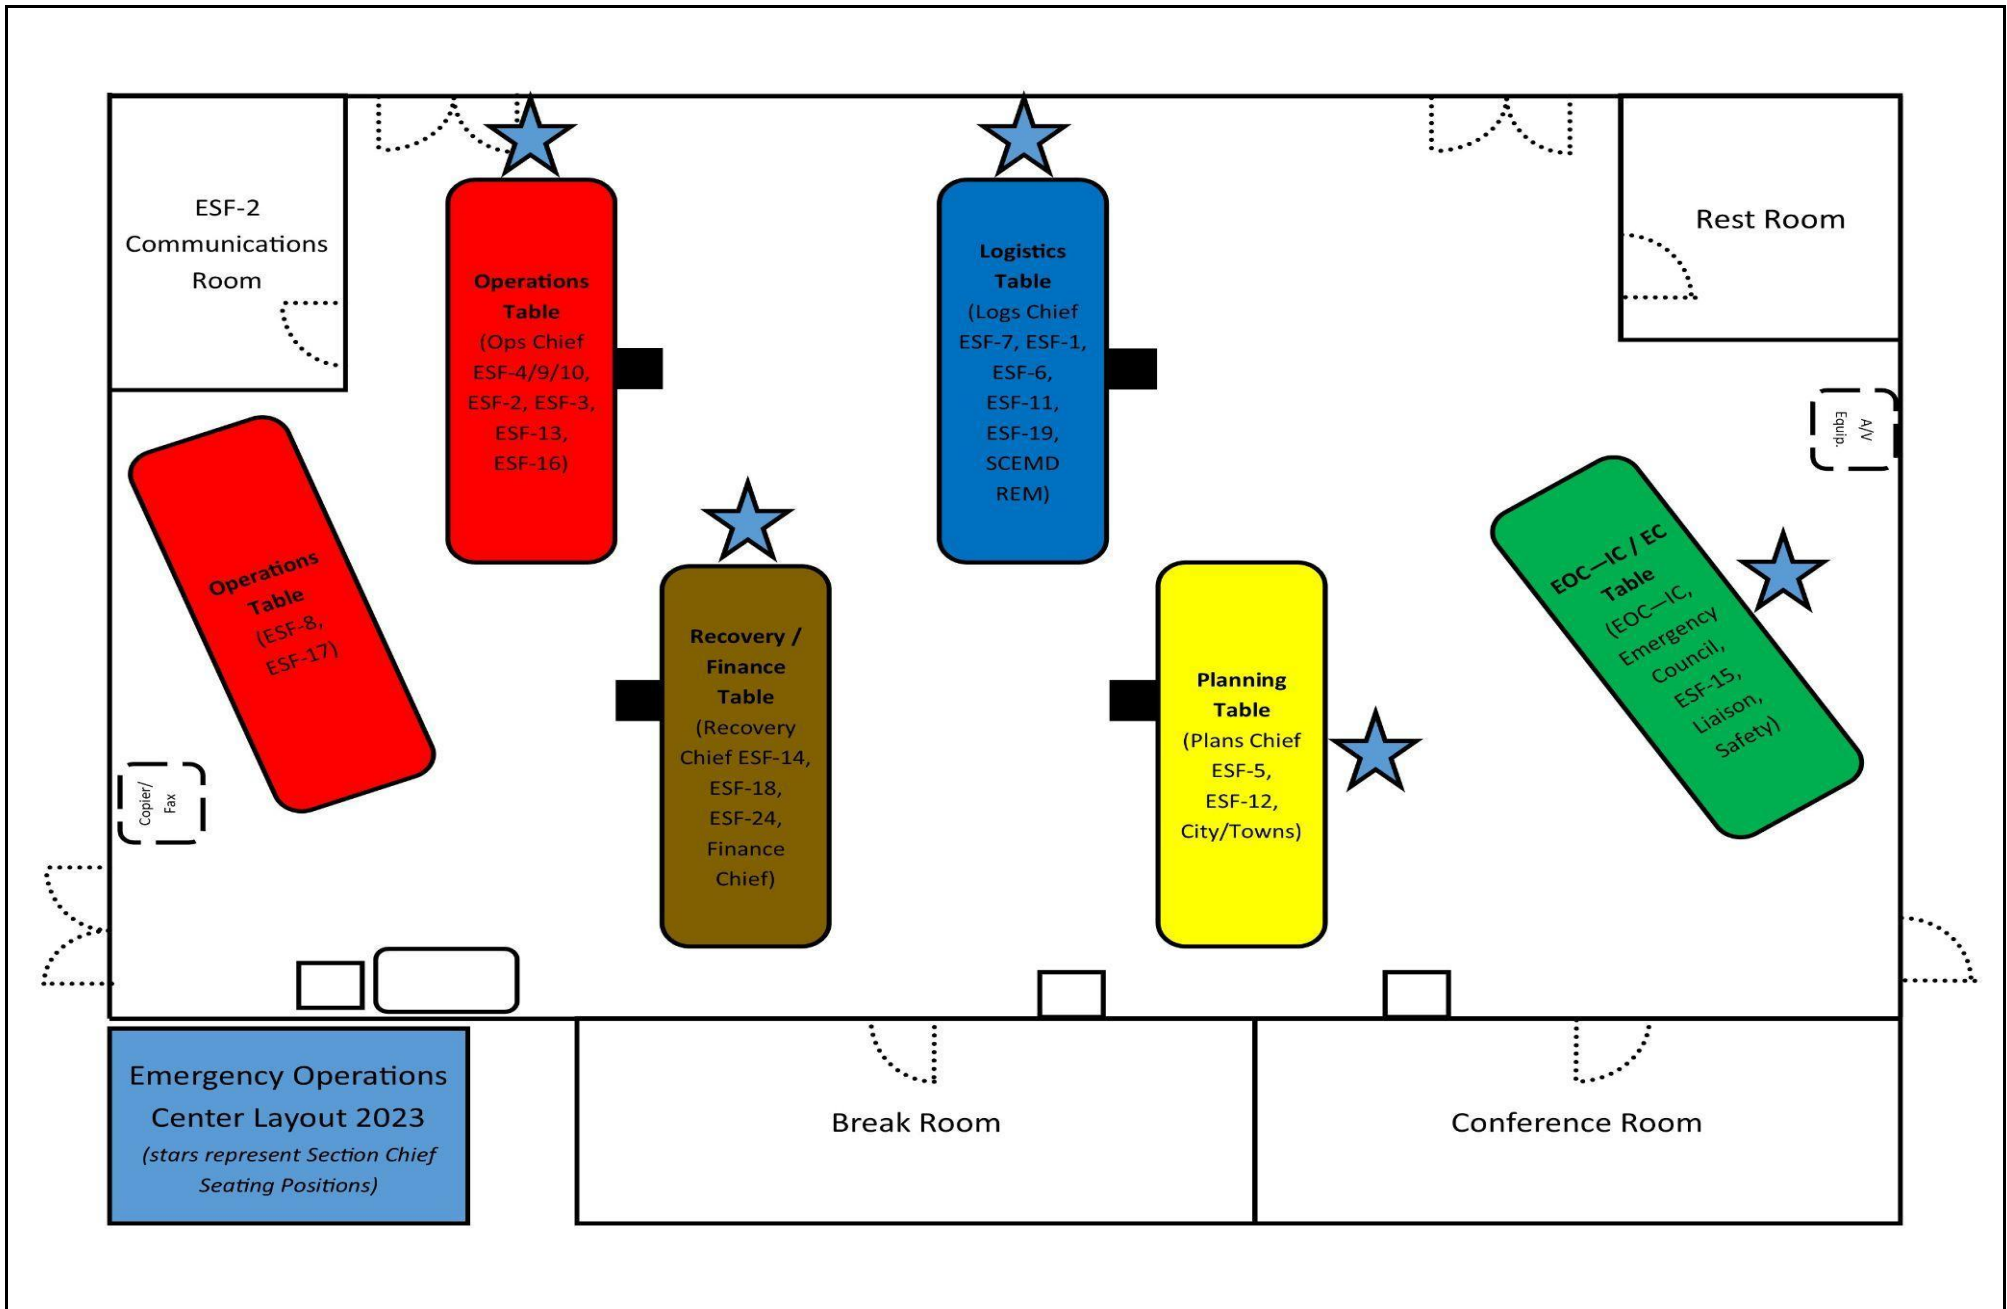 ESF-2
Communications
Room
Operations
Table
(Ops Chief
ESF-4/9/10,
ESF-2, ESF-3,
ESF-13,
ESF-16)
Logistics
Table
(Logs Chief
ESF-7, ESF-1,
ESF-6,
ESF-11,
ESF-19,
SCEMD
REM)
Rest Room
A/V
Equip.
Operations
Table
(ESF-8,
ESF-17)
Recovery /
Finance
Table
(Recovery
Chief ESF-14,
ESF-18,
ESF-24,
Finance
Chief)
Planning
Table
(Plans Chief
ESF-5,
ESF-12,
City/Towns)
EOC—IC / EC
Table
(EOC—IC,
Emergency
Council,
ESF-15,
Liaison,
Safety)
Copier/
Fax
Emergency Operations
Center Layout 2023
(stars represent Section Chief
Seating Positions)
Break Room
Conference Room